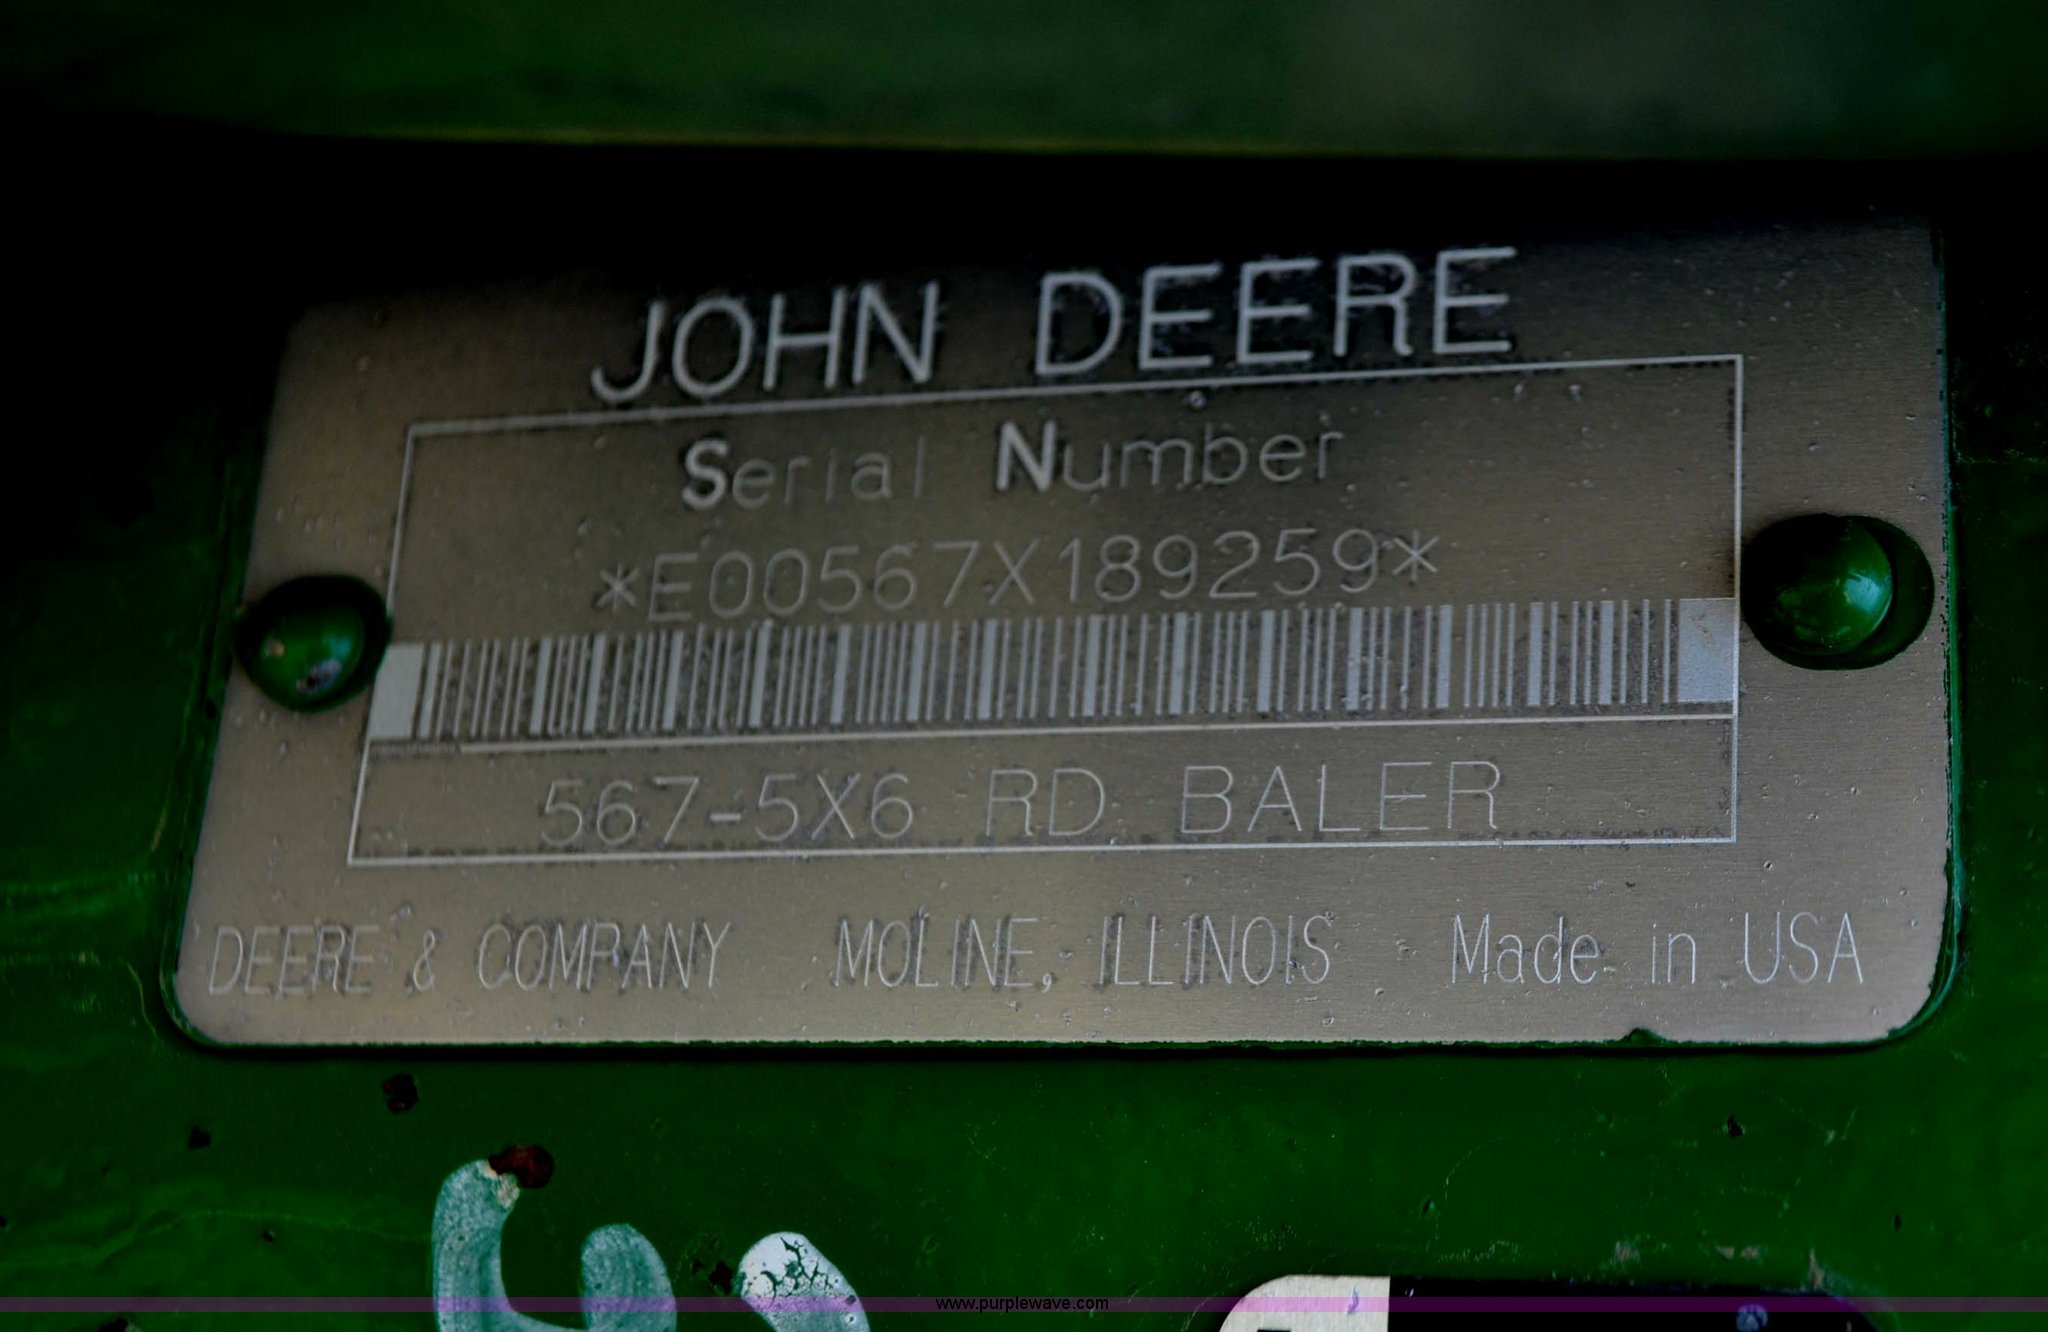 JOHN DEERE
Serial Number
*E00567X189259*
567-5X6 RD BALER
DEERE & COMPANY MOLINE, ILLINOIS Made in USA
www.purplewave.com